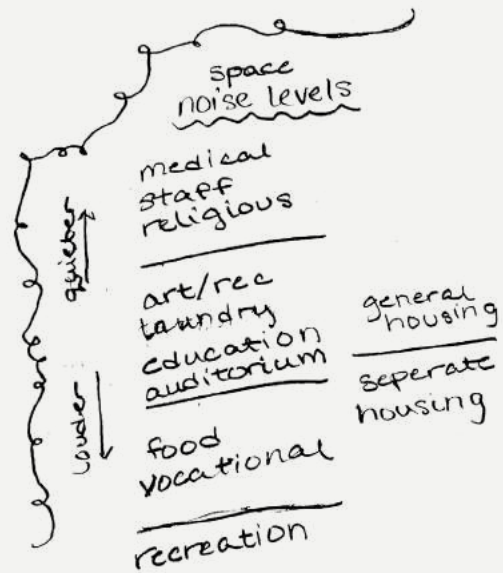 space
noise levels
medical
staff
religious
quieter
art/rec
laundry
education
auditorium
general
housing
seperate
housing
louder
food
vocational
recreation